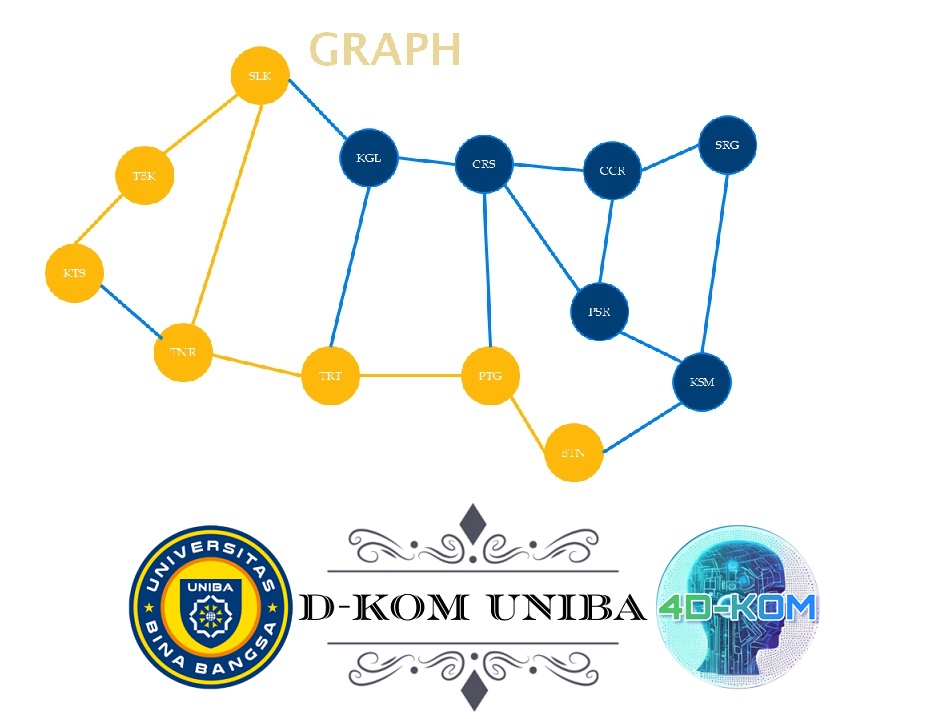 GRAPH
SLK
KGL
CRS
CCR
SRG
TBK
KTS
PSR
TNR
TRT
PTG
KSM
BTN
UNIVERSITAS
UNIBA
BINA BANGSA
D-KOM UNIBA
4D-KOM